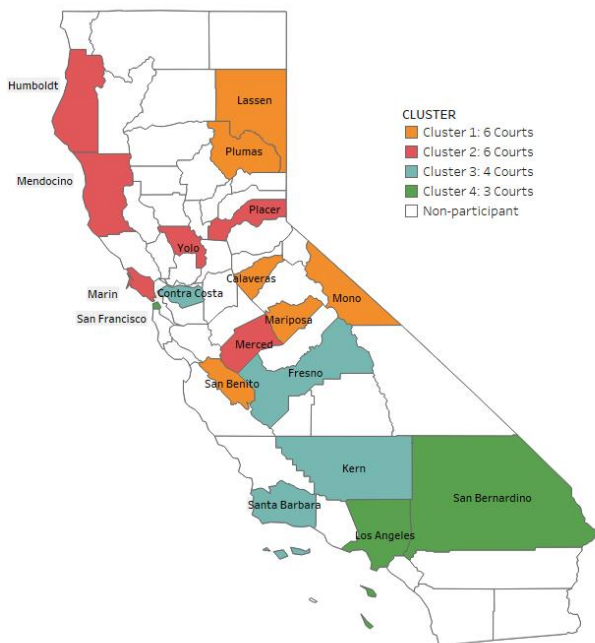 Humboldt
Lassen
CLUSTER
Cluster 1: 6 Courts
Cluster 2: 6 Courts
Cluster 3: 4 Courts
Cluster 4: 3 Courts
Non-participant
Plumas
Mendocino
Placer
Yolo
Calaveras
Marin
Contra Costa
Mono
San Francisco
Mariposa
Merced
Fresno
San Benito
Kern
San Bernardino
Santa Barbara
Los Angeles